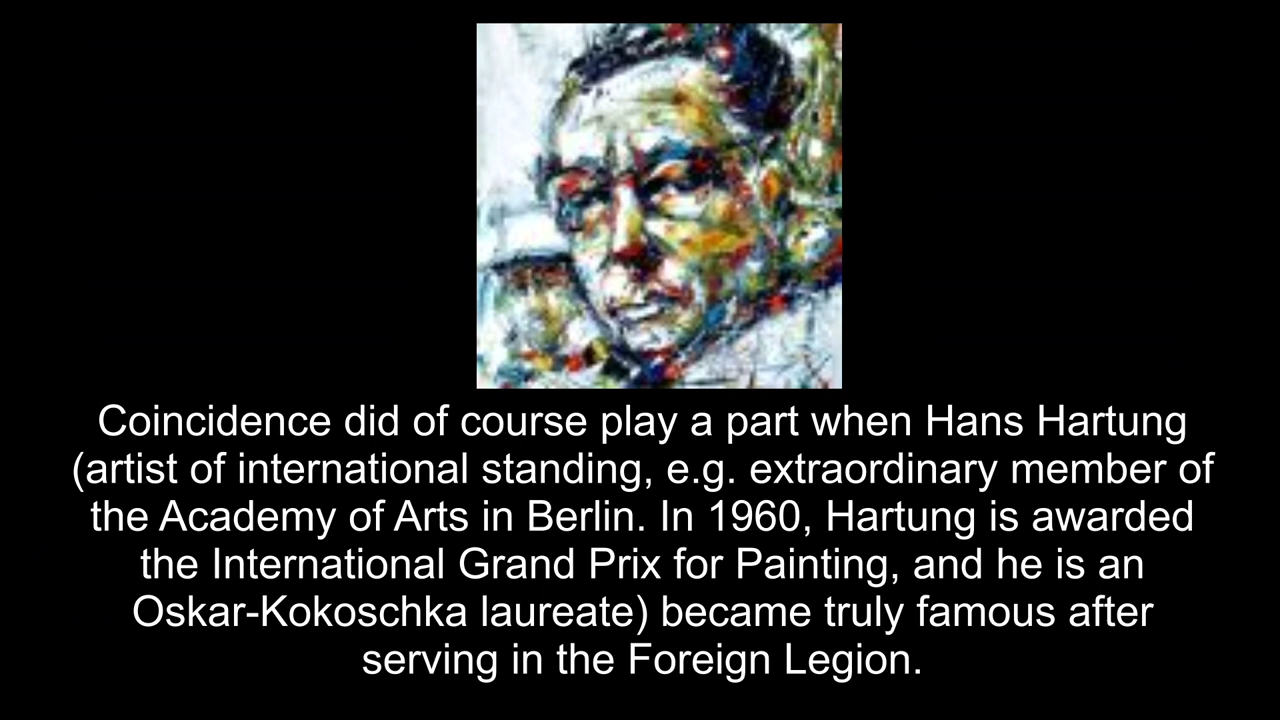 Coincidence did of course play a part when Hans Hartung
(artist of international standing, e.g. extraordinary member of
the Academy of Arts in Berlin. In 1960, Hartung is awarded
the International Grand Prix for Painting, and he is an
Oskar-Kokoschka laureate) became truly famous after
serving in the Foreign Legion.